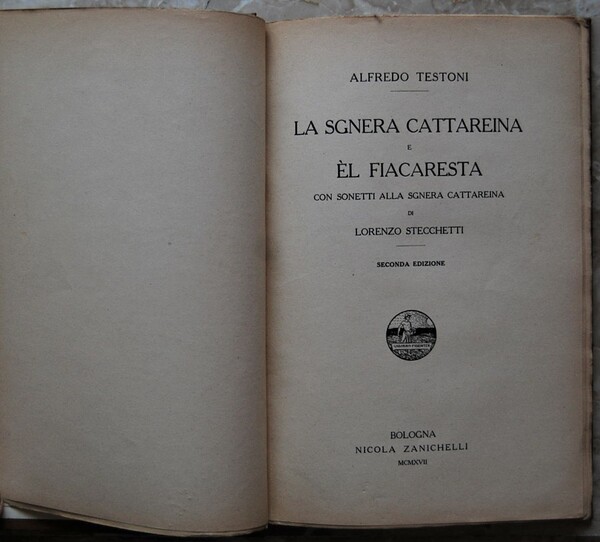 ALFREDO TESTONI
LA SGNERA CATTAREINA
E
ÈL FIACARESTA
CON SONETTI ALLA SGNERA CATTAREINA
DI
LORENZO STECCHETTI
SECONDA EDIZIONE
BOLOGNA
NICOLA ZANICHELLI
MCMXVII